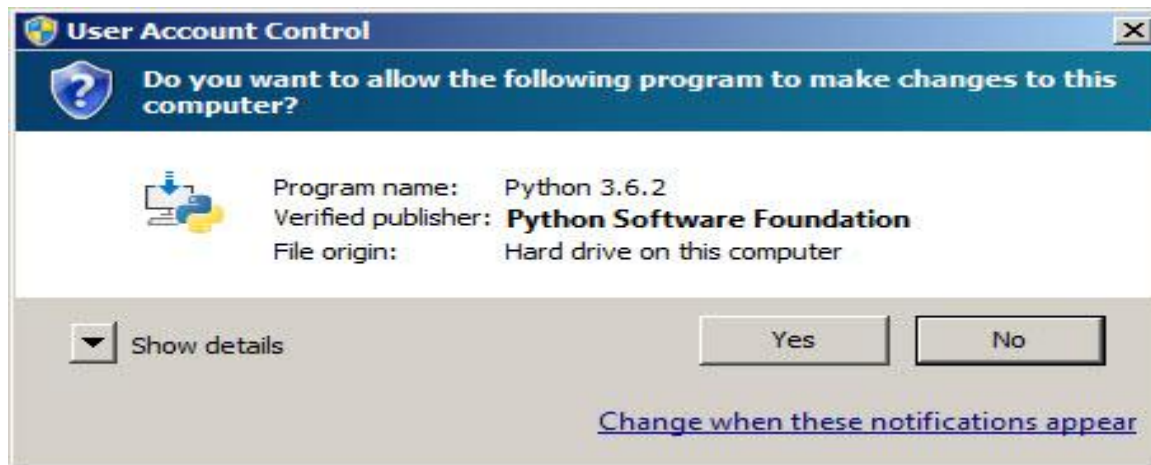 User Account Control
Do you want to allow the following program to make changes to this
computer?
Program name: Python 3.6.2
Verified publisher: Python Software Foundation
File origin: Hard drive on this computer
Show details
Yes
No
Change when these notifications appear